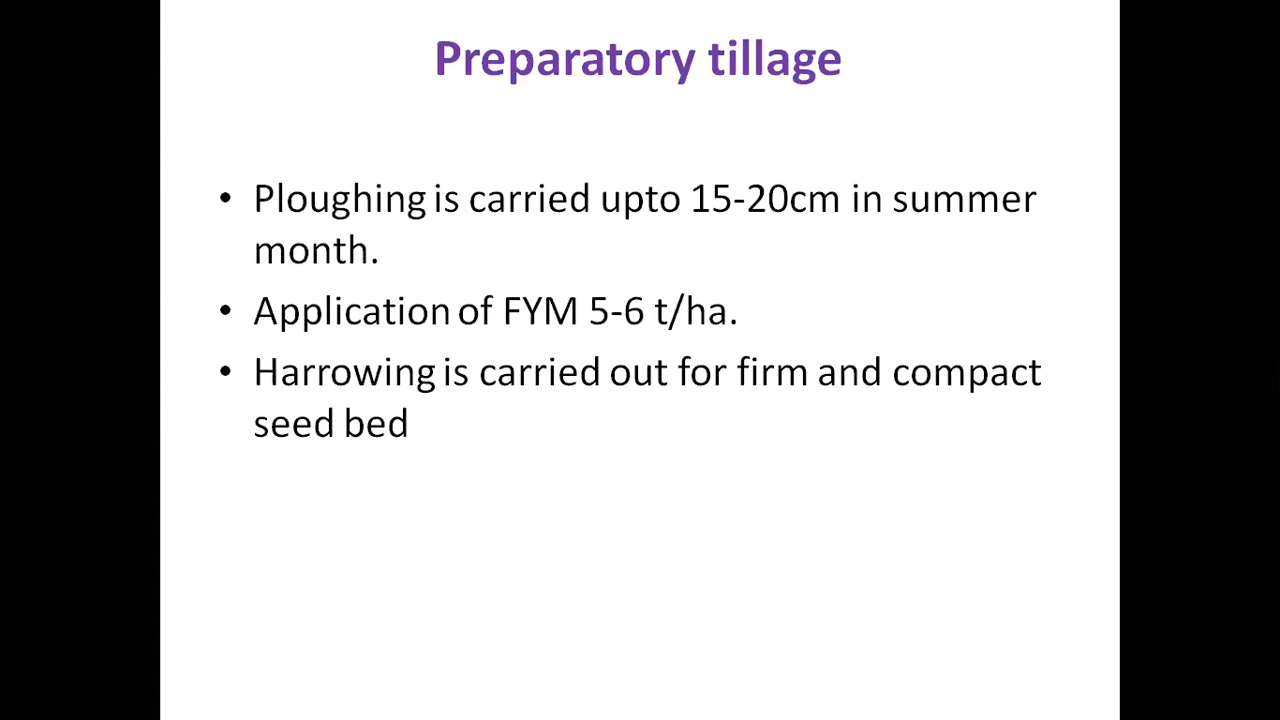 Preparatory tillage
• Ploughing is carried upto 15-20cm in summer
month.
• Application of FYM 5-6 t/ha.
• Harrowing is carried out for firm and compact
seed bed